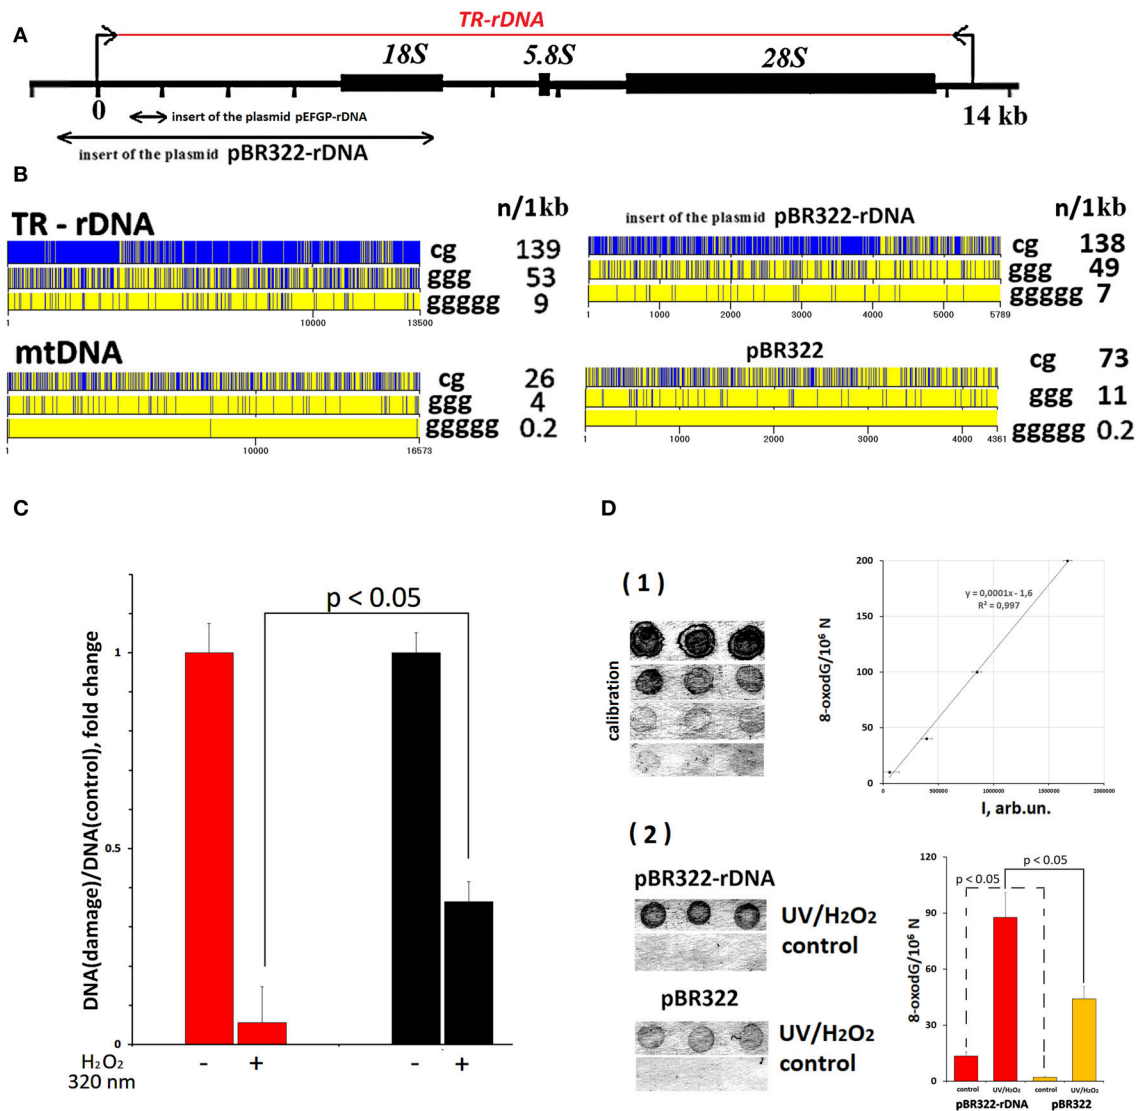 A
TR-rDNA
18S 5.8S 28S
0 14 kb
insert of the plasmid pEFGP-rDNA
insert of the plasmid pBR322-rDNA
B
TR - rDNA n/1kb
cg 139
ggg 53
ggggg 9
1 10000 13500
insert of the plasmid pBR322-rDNA n/1kb
cg 138
ggg 49
ggggg 7
1 1000 2000 3000 4000 5000 5789
mtDNA
cg 26
ggg 4
ggggg 0.2
1 10000 16573
pBR322
cg 73
ggg 11
ggggg 0.2
1 1000 2000 3000 4000 4361
C
DNA(damage)/DNA(control), fold change
1
0.5
0
p < 0.05
- + - +
H2O2
320 nm
D
( 1 )
calibration
8-oxodG/10⁶ N
200
150
100
50
0
y = 0,0001x - 1,6
R² = 0,997
0 500000 1000000 1500000 2000000
I, arb.un.
( 2 )
pBR322-rDNA
UV/H2O2
control
pBR322
UV/H2O2
control
8-oxodG/10⁶ N
120
90
60
30
0
p < 0.05
p < 0.05
control UV/H2O2 control UV/H2O2
pBR322-rDNA pBR322